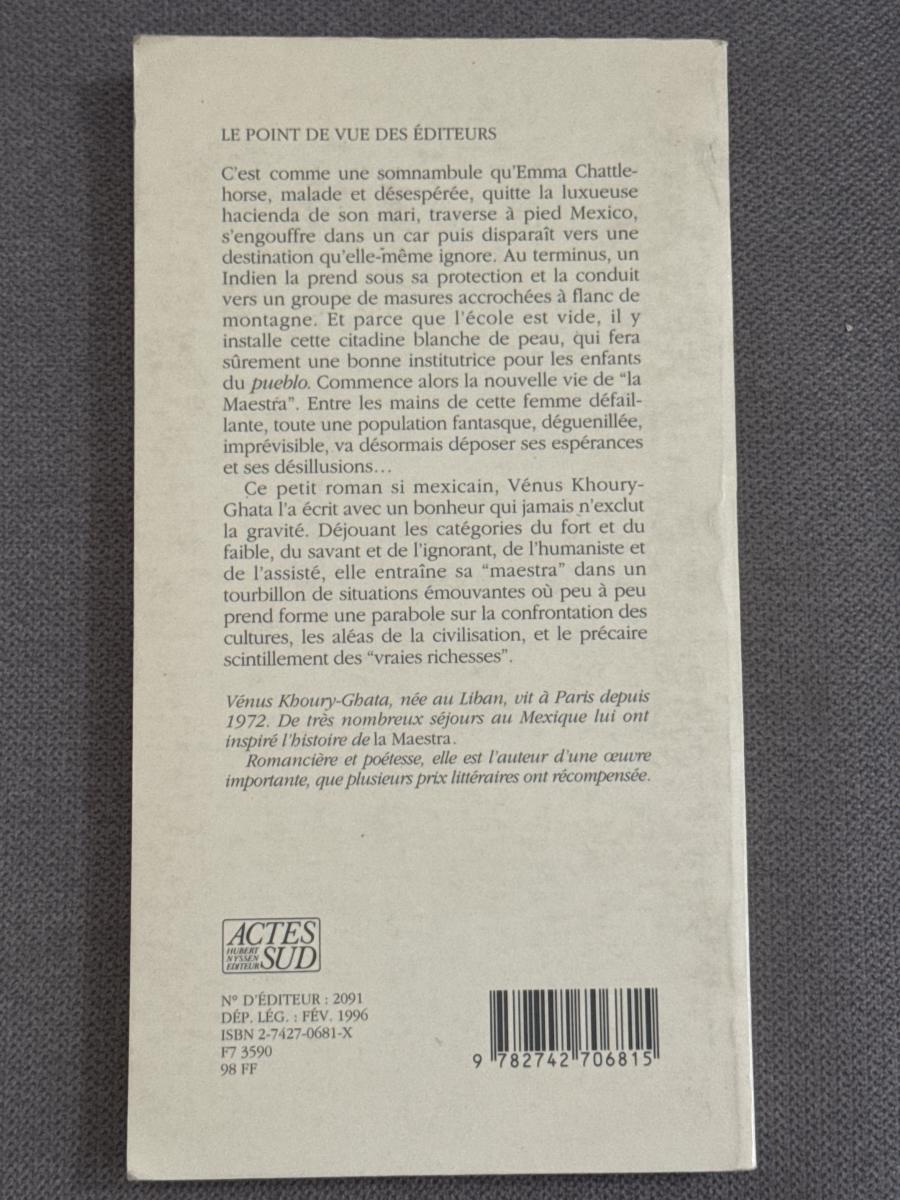 LE POINT DE VUE DES ÉDITEURS
C'est comme une somnambule qu'Emma Chattle-
horse, malade et désespérée, quitte la luxueuse
hacienda de son mari, traverse à pied Mexico,
s'engouffre dans un car puis disparaît vers une
destination qu'elle-même ignore. Au terminus, un
Indien la prend sous sa protection et la conduit
vers un groupe de masures accrochées à flanc de
montagne. Et parce que l'école est vide, il y
installe cette citadine blanche de peau, qui fera
sûrement une bonne institutrice pour les enfants
du pueblo. Commence alors la nouvelle vie de “la
Maestra”. Entre les mains de cette femme défail-
lante, toute une population fantasque, déguenillée,
imprévisible, va désormais déposer ses espérances
et ses désillusions…
Ce petit roman si mexicain, Vénus Khoury-
Ghata l'a écrit avec un bonheur qui jamais n'exclut
la gravité. Déjouant les catégories du fort et du
faible, du savant et de l'ignorant, de l'humaniste et
de l'assisté, elle entraîne sa “maestra” dans un
tourbillon de situations émouvantes où peu à peu
prend forme une parabole sur la confrontation des
cultures, les aléas de la civilisation, et le précaire
scintillement des “vraies richesses”.
Vénus Khoury-Ghata, née au Liban, vit à Paris depuis
1972. De très nombreux séjours au Mexique lui ont
inspiré l'histoire de la Maestra.
Romancière et poétesse, elle est l'auteur d'une œuvre
importante, que plusieurs prix littéraires ont récompensée.
ACTES
HUBERT
NYSSEN
EDITEUR
SUD
N° D'ÉDITEUR : 2091
DÉP. LÉG. : FÉV. 1996
ISBN 2-7427-0681-X
F7 3590
98 FF
9 782742 706815